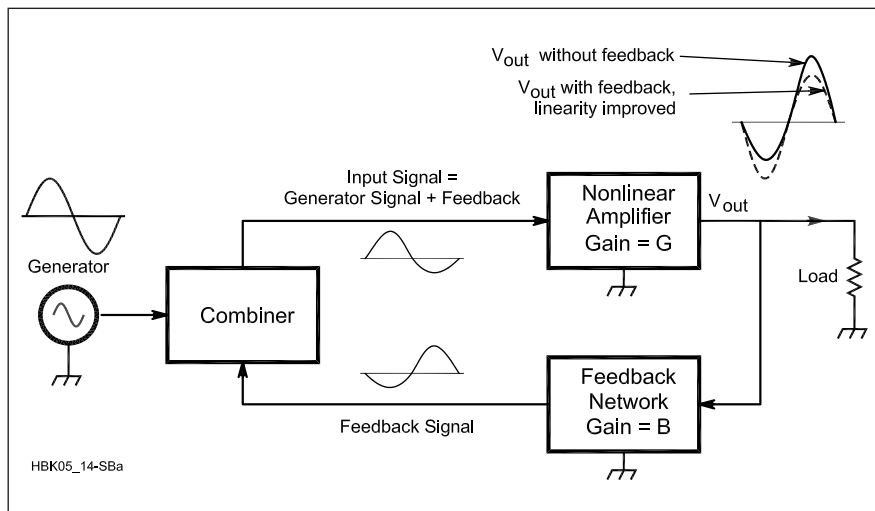 V_out without feedback
V_out with feedback,
linearity improved
Input Signal =
Generator Signal + Feedback
Nonlinear
Amplifier
Gain = G
V_out
Generator
Combiner
Load
Feedback
Network
Gain = B
Feedback Signal
HBK05_14-SBa